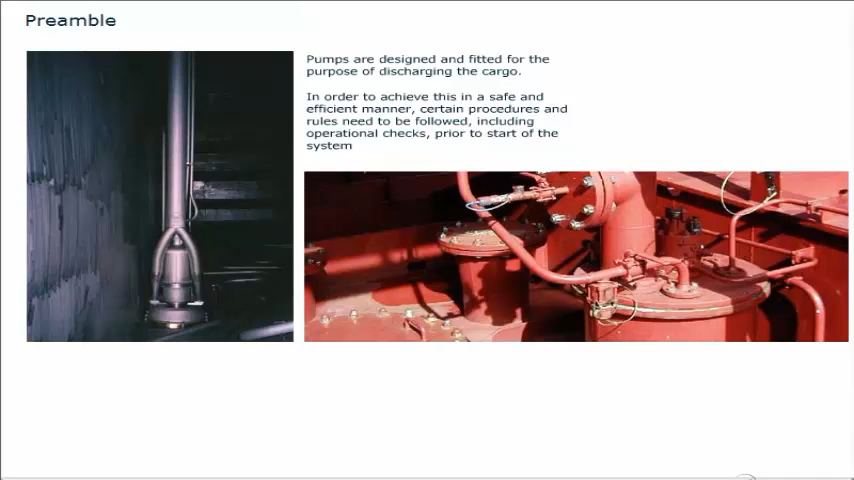 Preamble
Pumps are designed and fitted for the
purpose of discharging the cargo.
In order to achieve this in a safe and
efficient manner, certain procedures and
rules need to be followed, including
operational checks, prior to start of the
system